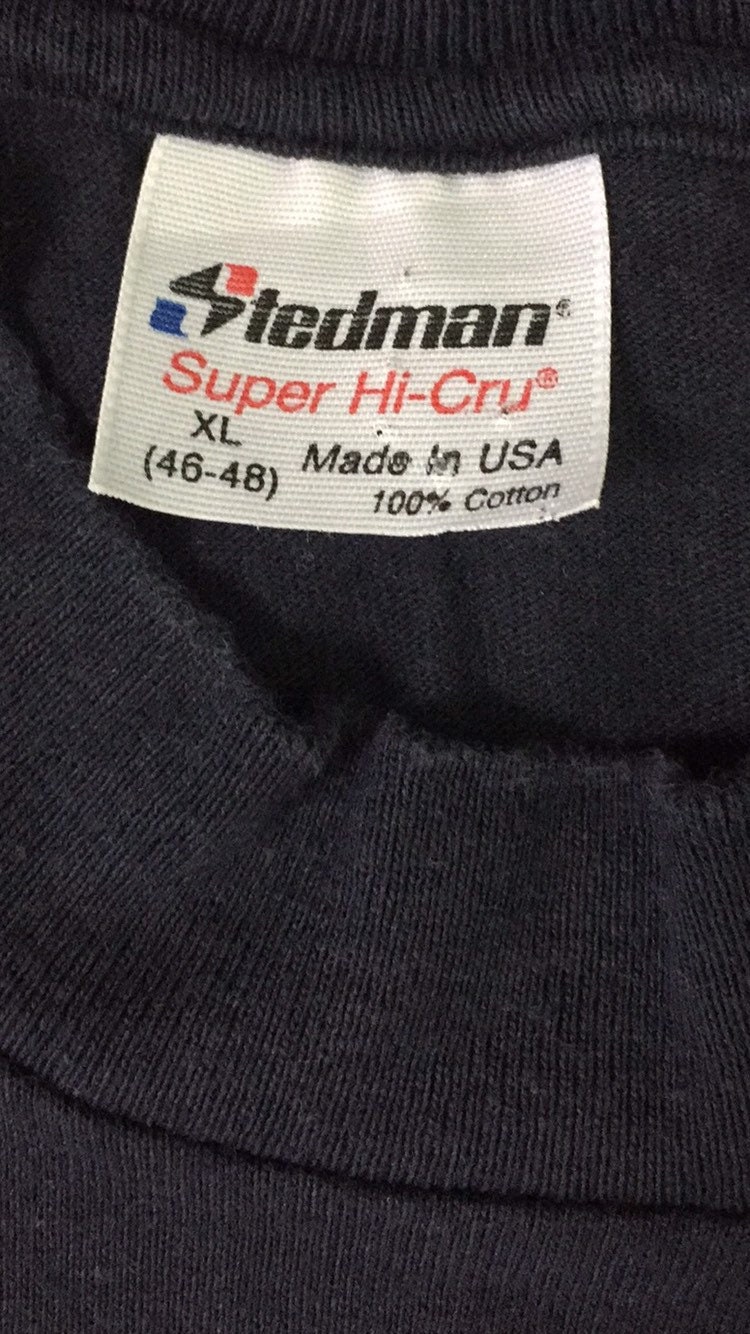 Stedman®
Super Hi-Cru®
XL
(46-48)
Made In USA
100% Cotton